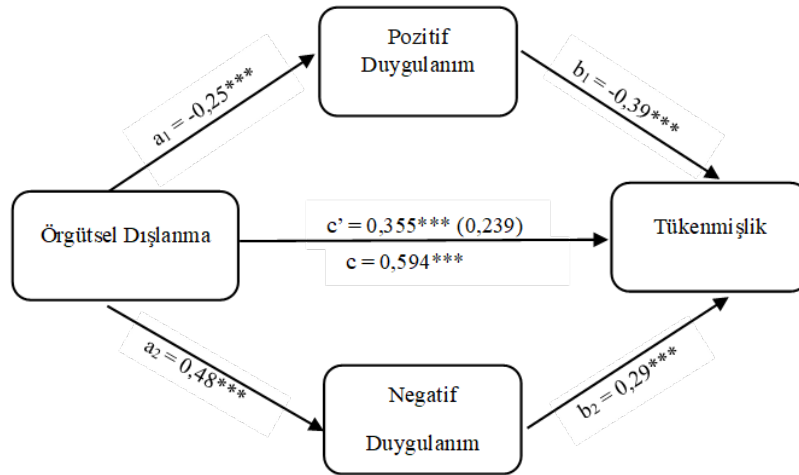 Pozitif
Duygulanım
a₁ = -0,25***
b₁ = -0,39***
Örgütsel Dışlanma
c’ = 0,355*** (0,239)
c = 0,594***
Tükenmişlik
a₂ = 0,48***
b₂ = 0,29***
Negatif
Duygulanım